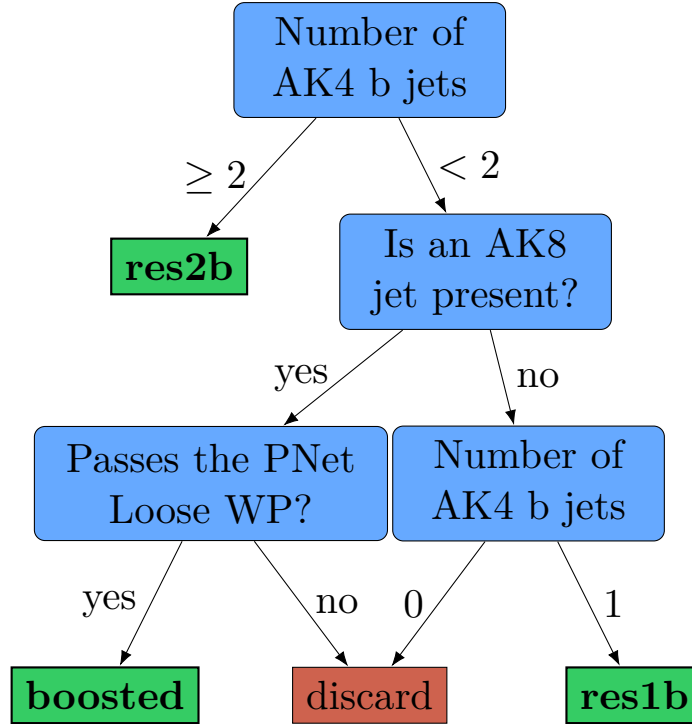 Number of
AK4 b jets
≥ 2
< 2
res2b
Is an AK8
jet present?
yes
no
Passes the PNet
Loose WP?
Number of
AK4 b jets
yes
no
0
1
boosted
discard
res1b